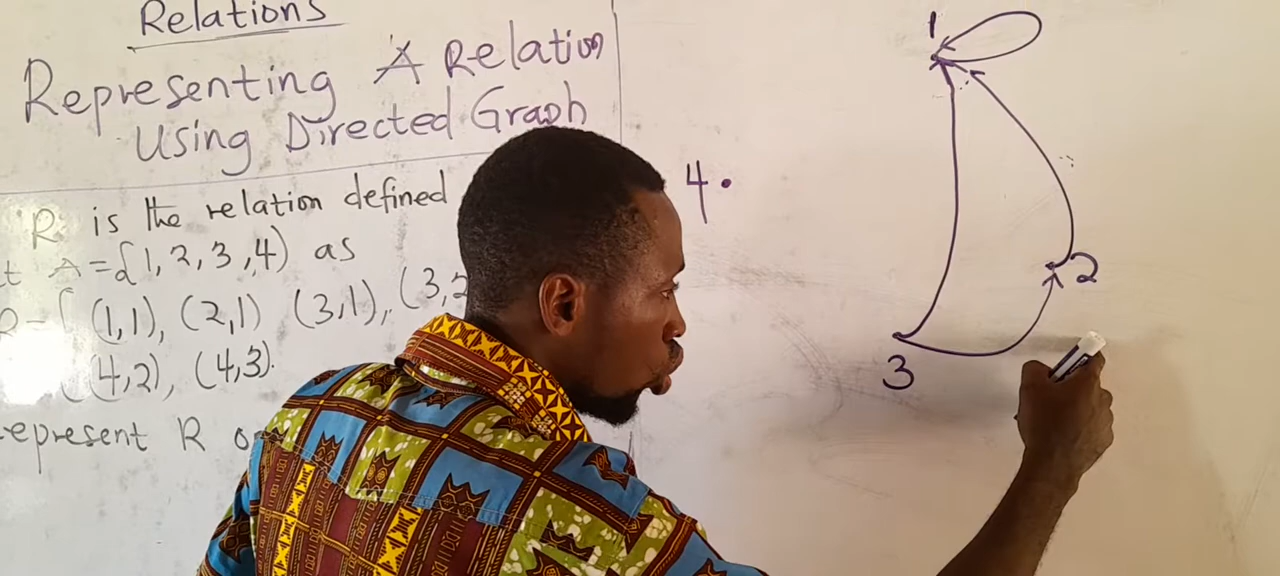 Relations
Representing A Relation
Using Directed Graph
R is the relation defined
A={1,2,3,4) as
(1,1), (2,1) (3,1), (3,2
(4,2), (4,3).
represent R
1
4.
2
3